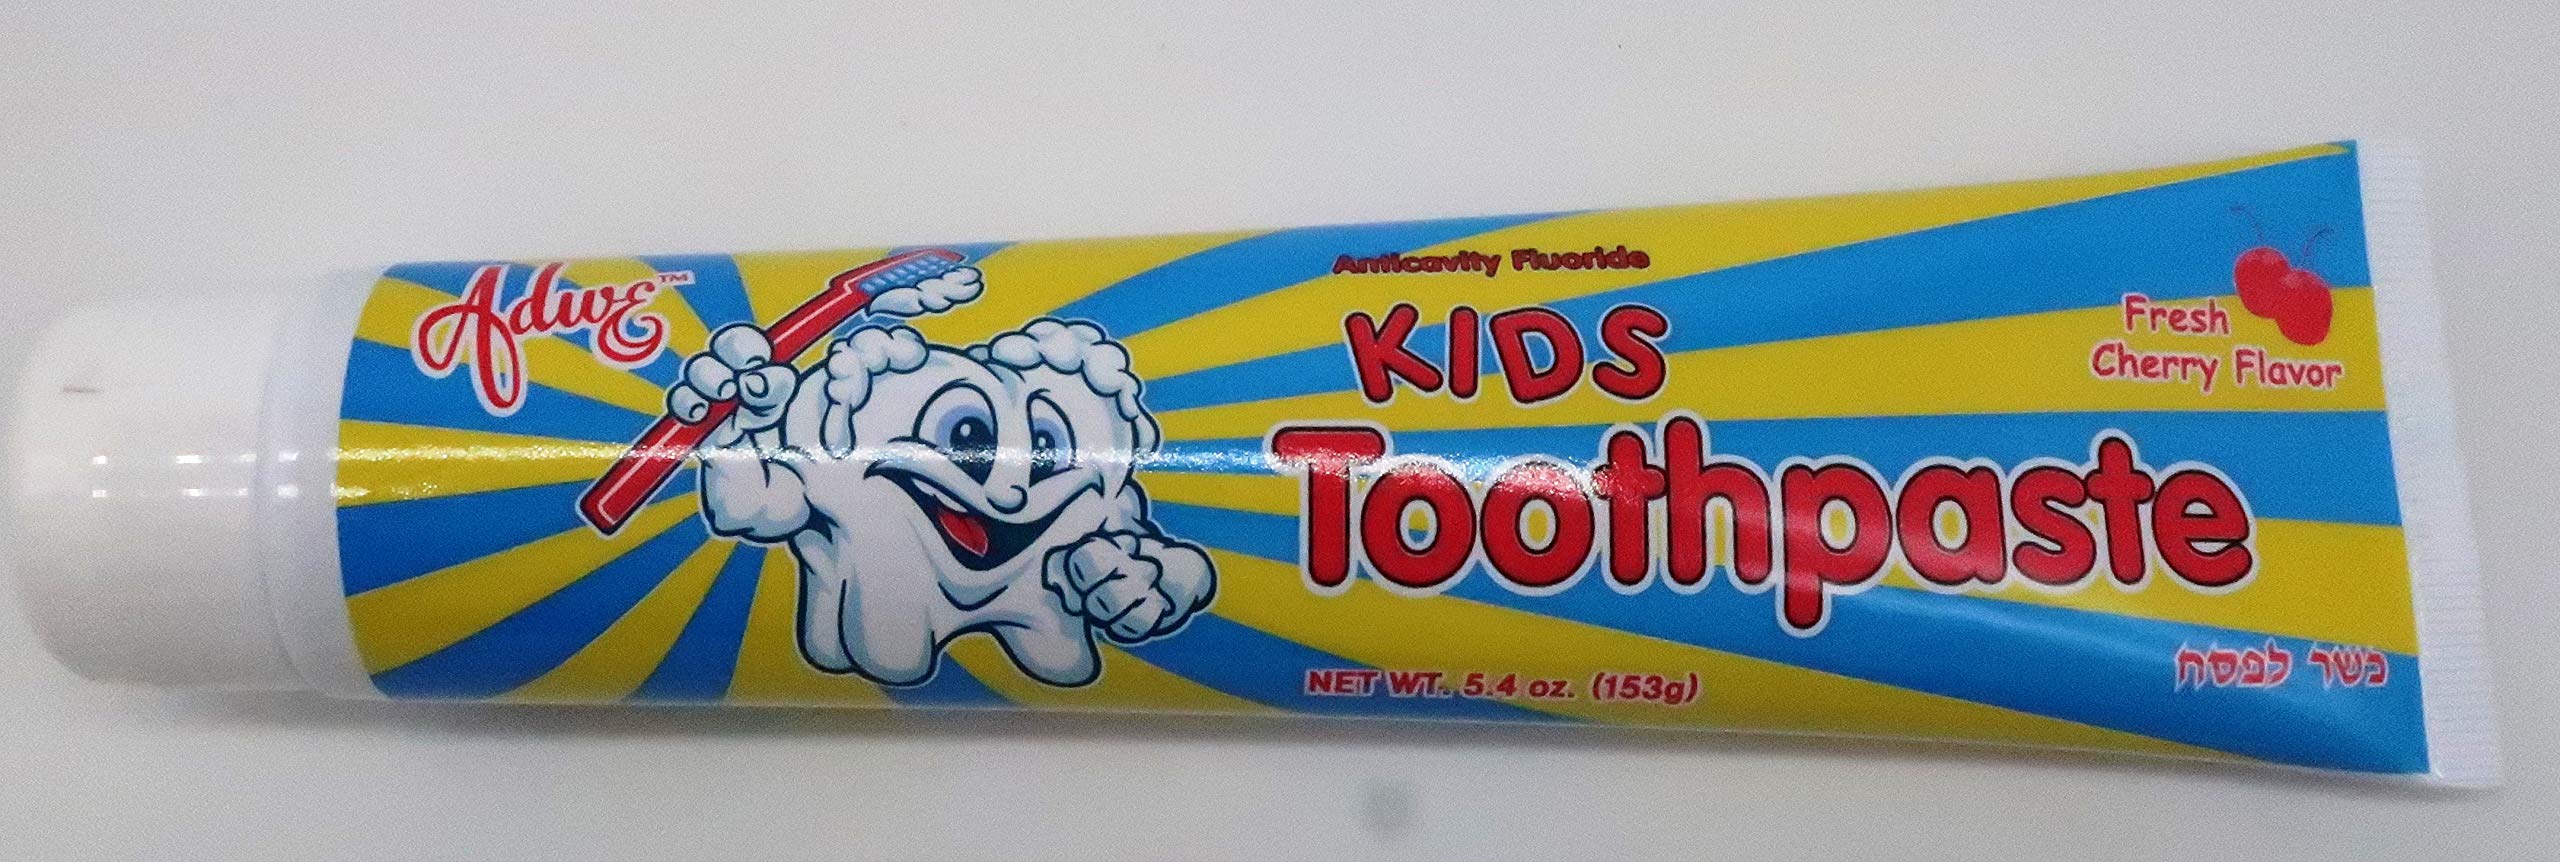 AdwE™
Anticavity Fluoride
KIDS
Toothpaste
Fresh
Cherry Flavor
NET WT. 5.4 oz. (153g)
כשר לפסח